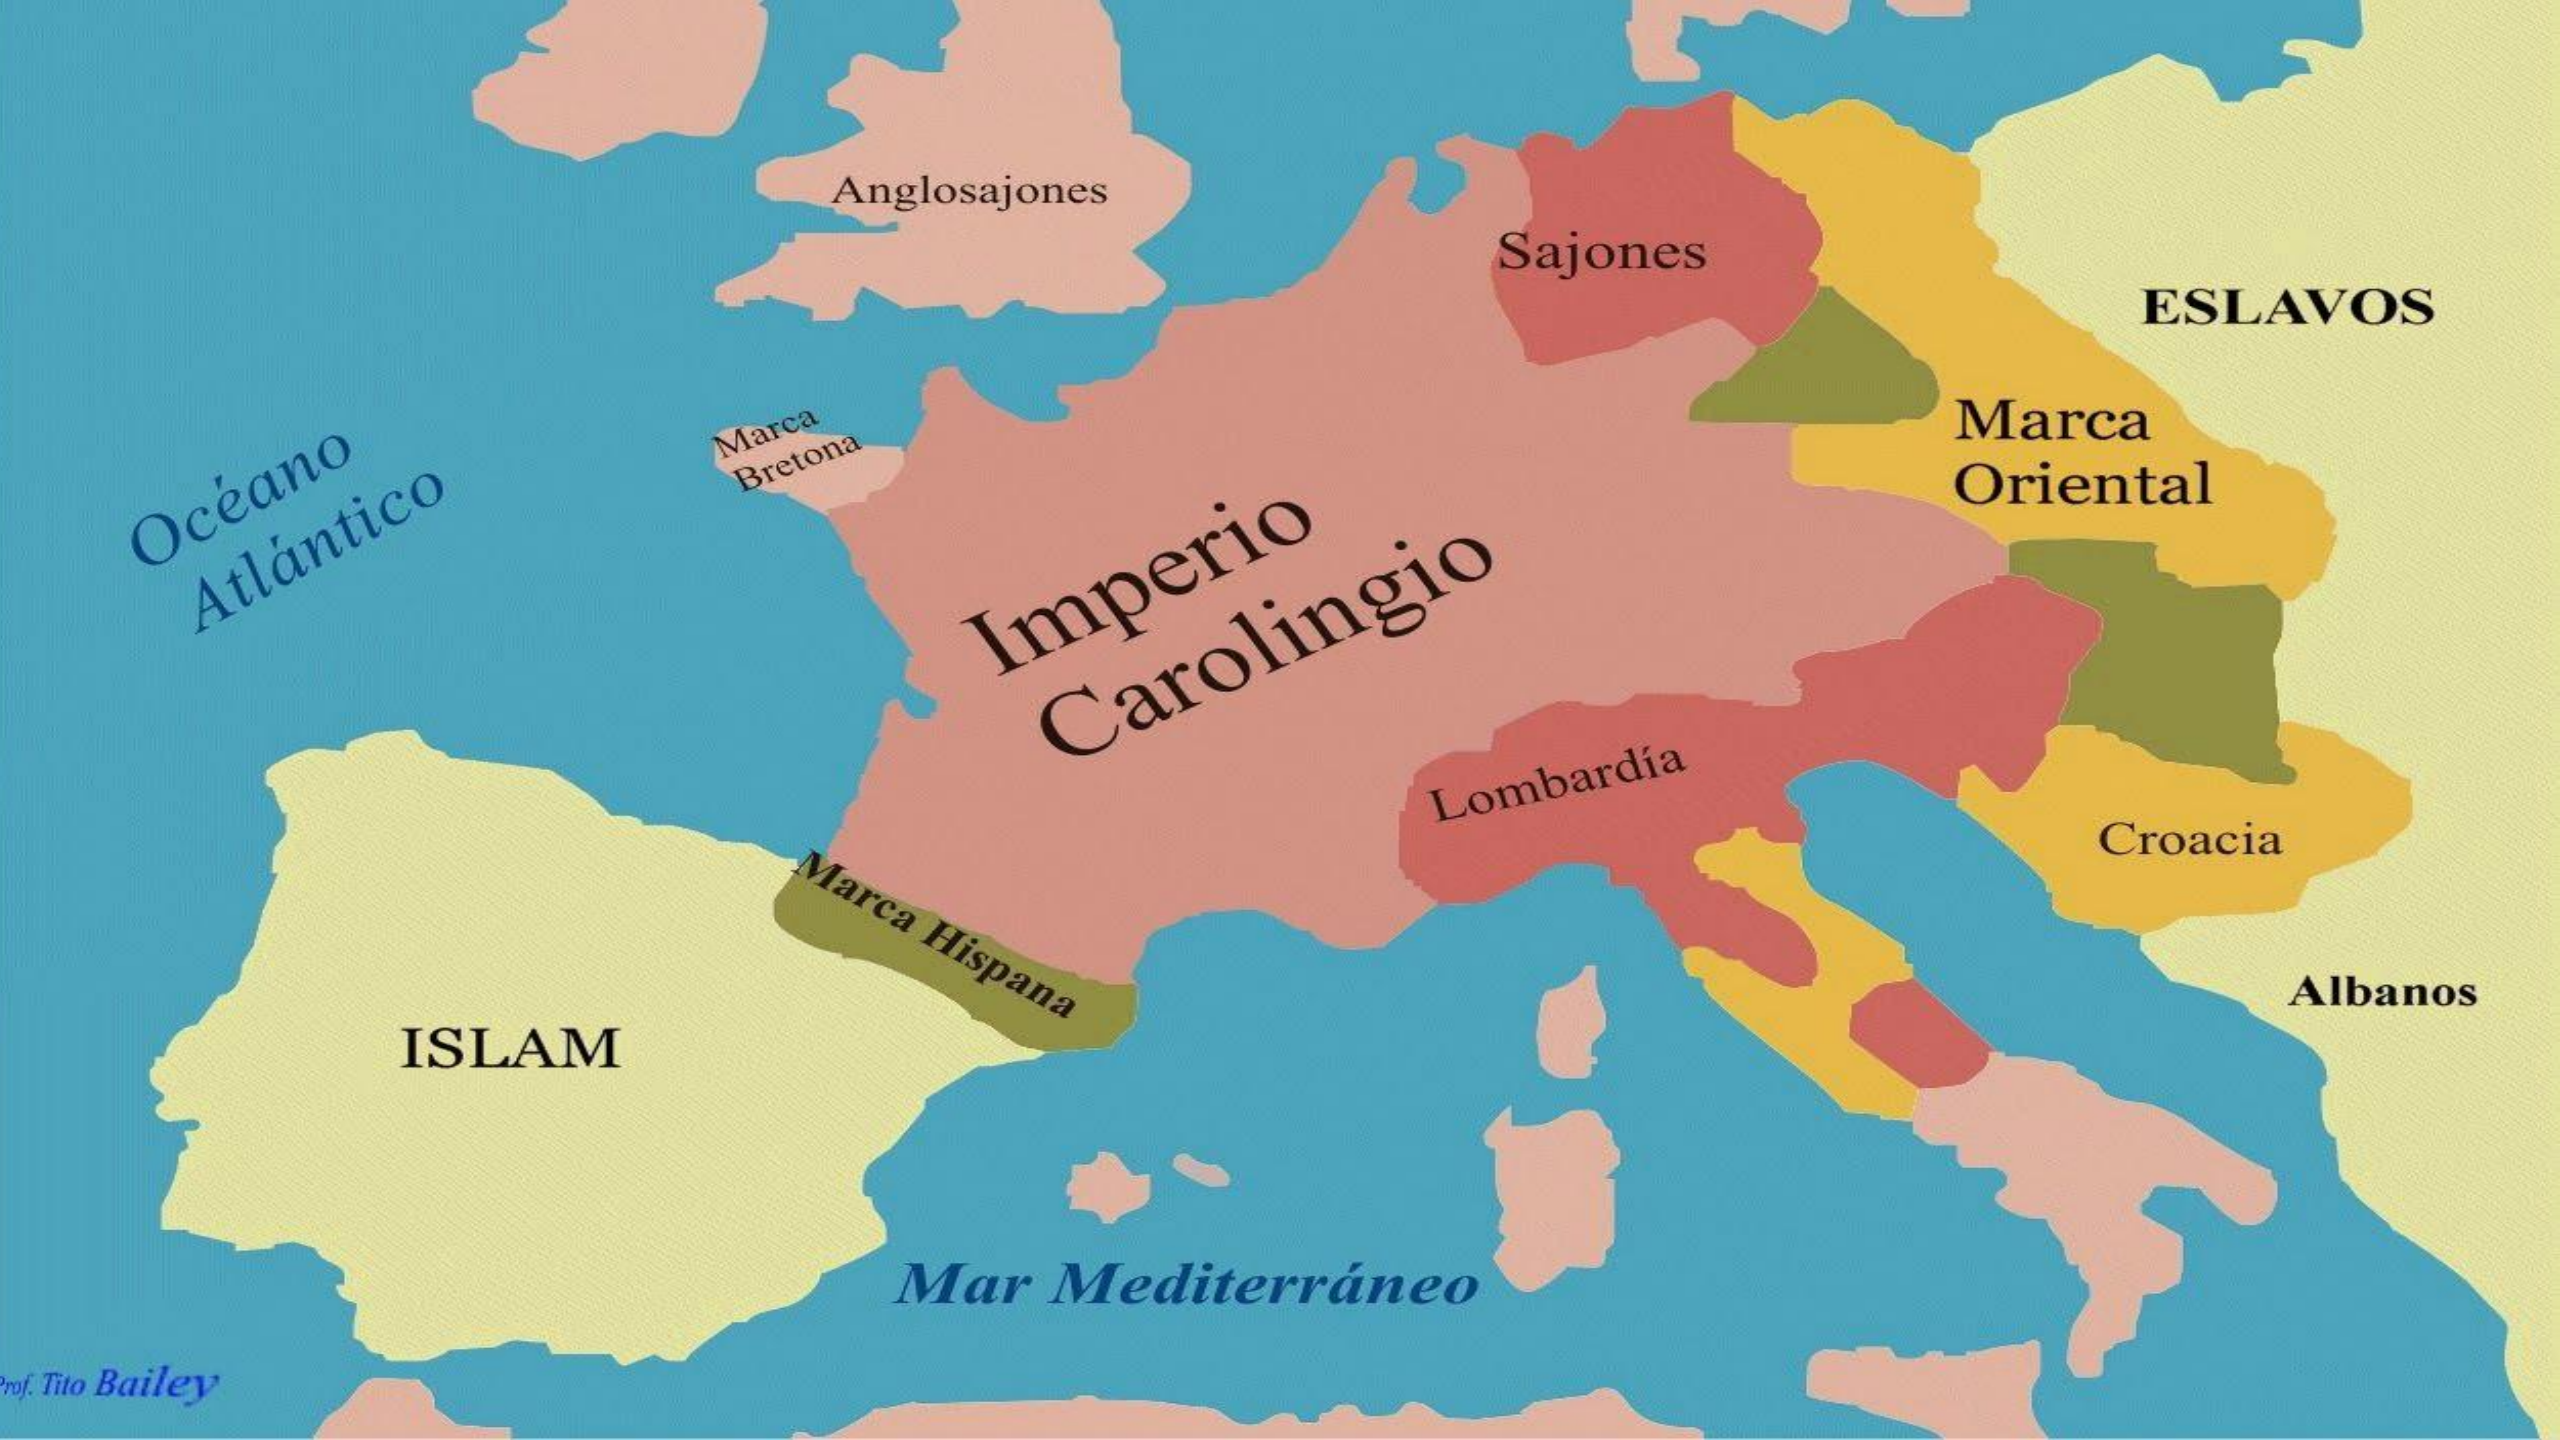 Anglosajones
Sajones
ESLAVOS
Marca
Oriental
Marca
Bretona
Océano
Atlántico
Imperio
Carolingio
Lombardía
Croacia
Marca Hispana
Albanos
ISLAM
Mar Mediterráneo
Prof. Tito Bailey